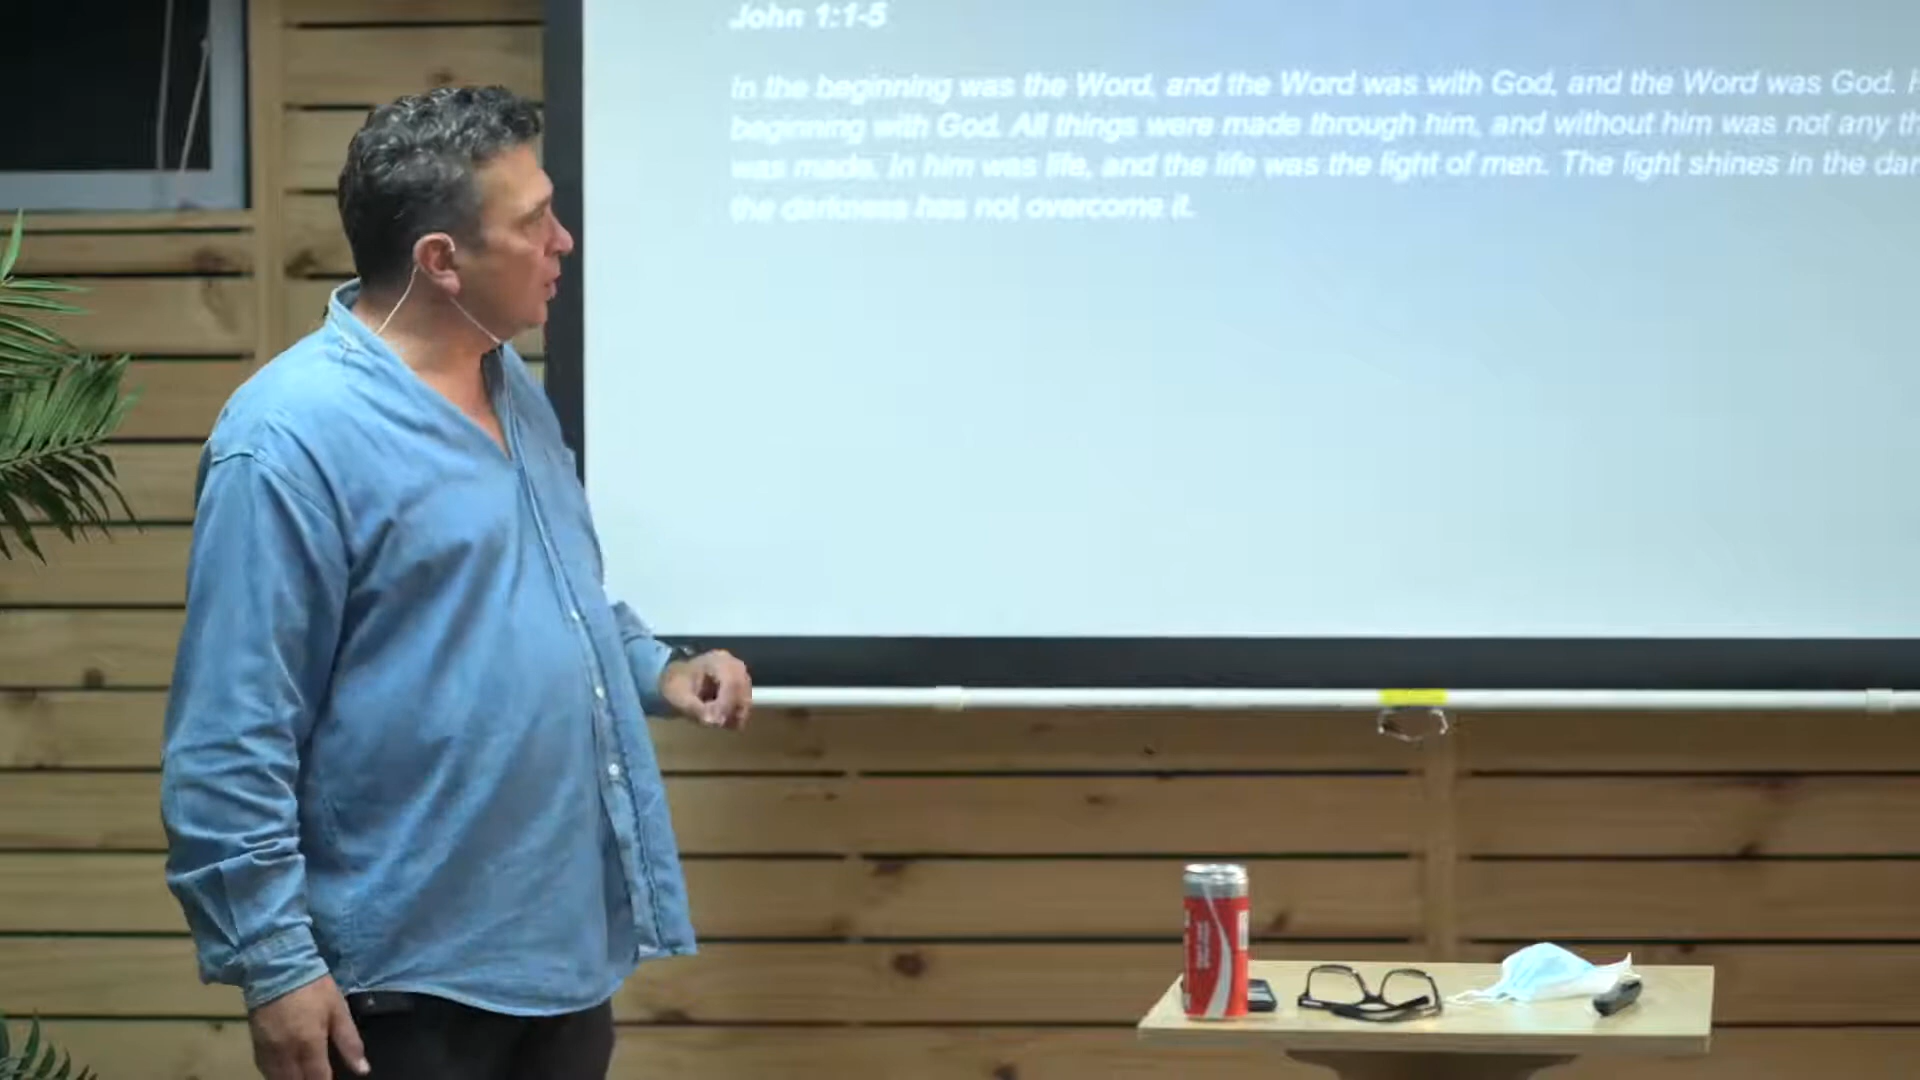 John 1:1-5
In the beginning was the Word, and the Word was with God, and the Word was God.
beginning with God. All things were made through him, and without him was not any
was made. In him was life, and the life was the light of men. The light shines in the
the darkness has not overcome it.